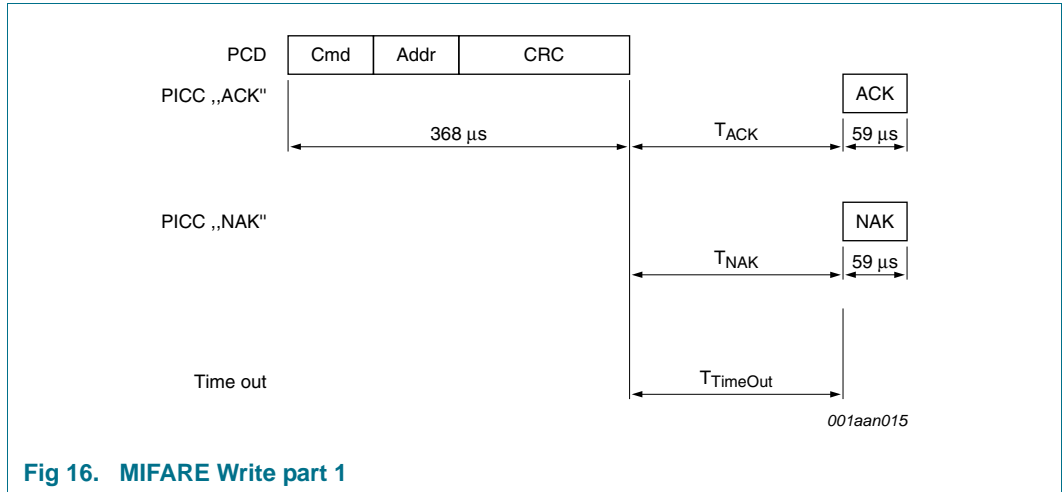 PCD Cmd Addr CRC
PICC ,,ACK" ACK
368 μs TACK 59 μs
PICC ,,NAK" NAK
TNAK 59 μs
Time out TTimeOut
001aan015
Fig 16. MIFARE Write part 1